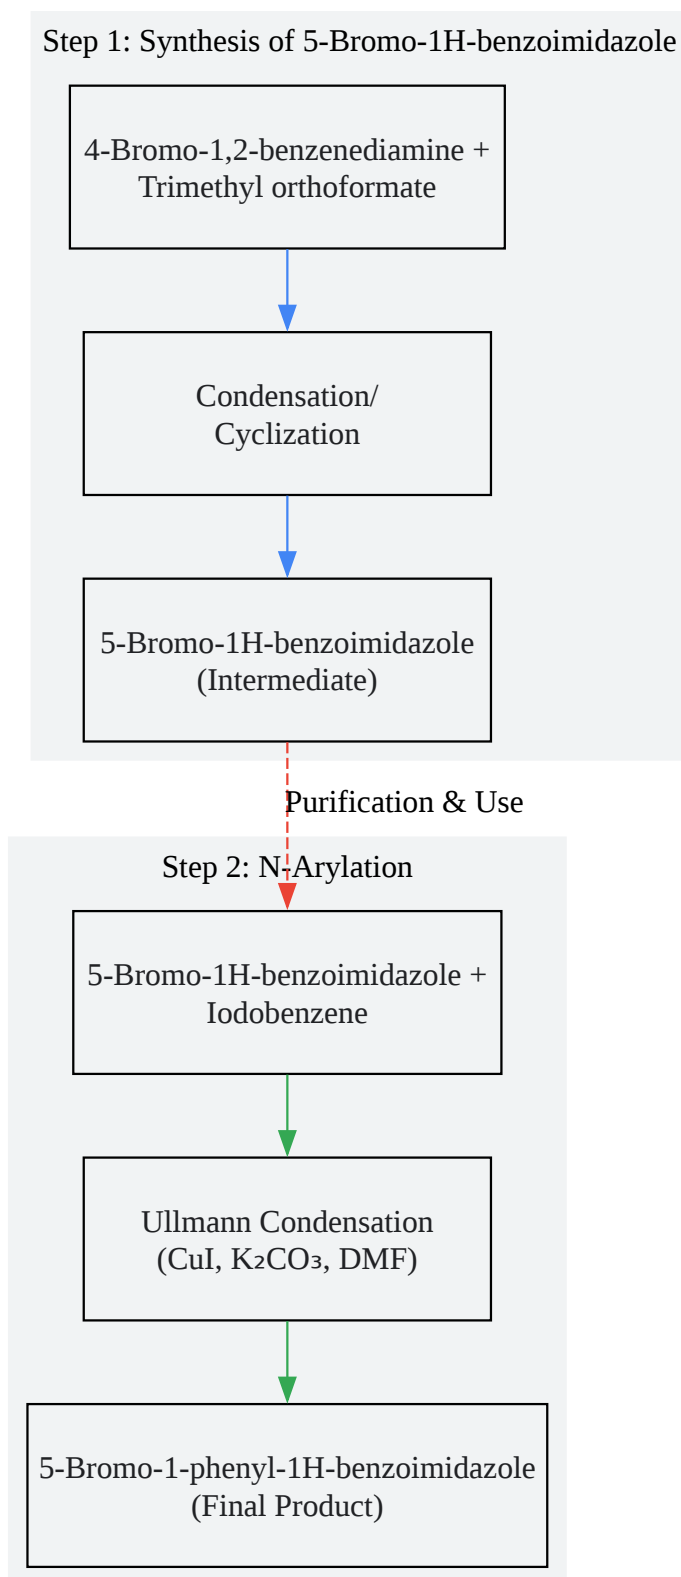 Step 1: Synthesis of 5-Bromo-1H-benzoimidazole
4-Bromo-1,2-benzenediamine +
Trimethyl orthoformate
Condensation/
Cyclization
5-Bromo-1H-benzoimidazole
(Intermediate)
Purification & Use
Step 2: N-Arylation
5-Bromo-1H-benzoimidazole +
Iodobenzene
Ullmann Condensation
(CuI, K₂CO₃, DMF)
5-Bromo-1-phenyl-1H-benzoimidazole
(Final Product)